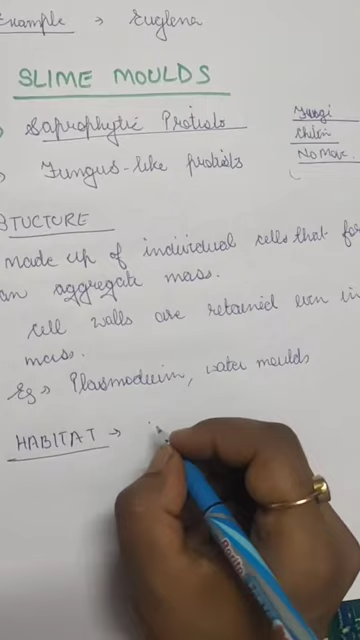 Example → Euglena
SLIME MOULDS
Saprophytic Protists
Fungus-like protists
Fungi
Chitin
No Mov.
STUCTURE
made up of individual cells that for
an aggregate mass.
cell walls are retained even in
mass.
Eg → Plasmodium, water moulds
HABITAT →